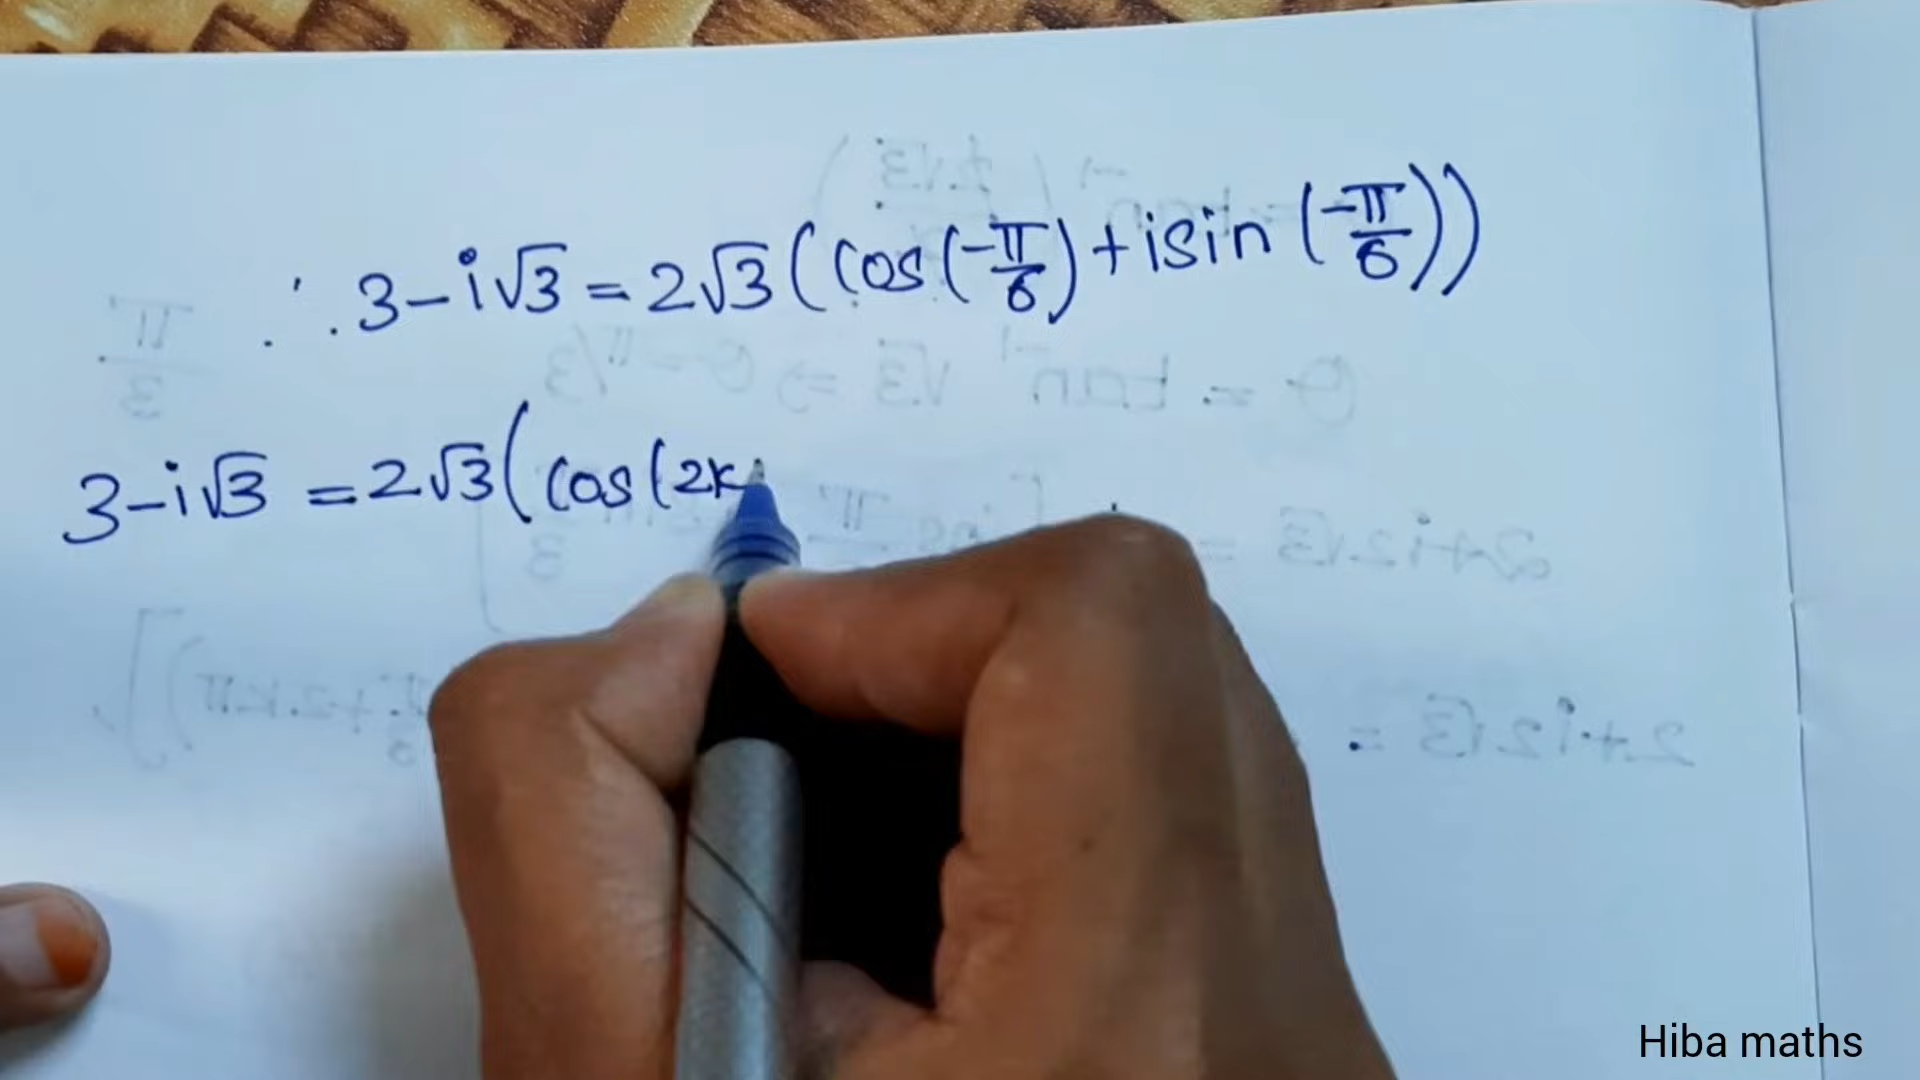 ∴ 3-i√3 = 2√3 (cos(-π/6) + i sin(-π/6))
3-i√3 = 2√3 (cos(2k
Hiba maths